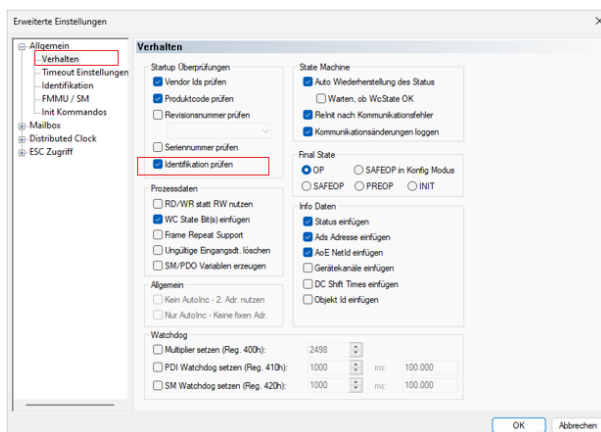 Erweiterte Einstellungen
Allgemein
Verhalten
Timeout Einstellungen
Identifikation
FMMU / SM
Init Kommandos
Mailbox
Distributed Clock
ESC Zugriff
Verhalten
Startup Überprüfungen
Vendor Ids prüfen
Produktcode prüfen
Revisionsnummer prüfen
Seriennummer prüfen
Identifikation prüfen
Prozessdaten
RD/WR statt RW nutzen
WC State Bit(s) einfügen
Frame Repeat Support
Ungültige Eingangsdt. löschen
SM/PDO Variablen erzeugen
Allgemein
Kein AutoInc - 2. Adr. nutzen
Nur AutoInc - Keine fixen Adr.
State Machine
Auto Wiederherstellung des Status
Warten, ob WcState OK
ReInit nach Kommunikationsfehler
Kommunikationsänderungen loggen
Final State
OP SAFEOP in Konfig Modus
SAFEOP PREOP INIT
Info Daten
Status einfügen
Ads Adresse einfügen
AoE NetId einfügen
Gerätekanäle einfügen
DC Shift Times einfügen
Objekt Id einfügen
Watchdog
Multiplier setzen (Reg. 400h): 2498
PDI Watchdog setzen (Reg. 410h): 1000 ms: 100.000
SM Watchdog setzen (Reg. 420h): 1000 ms: 100.000
OK Abbrechen